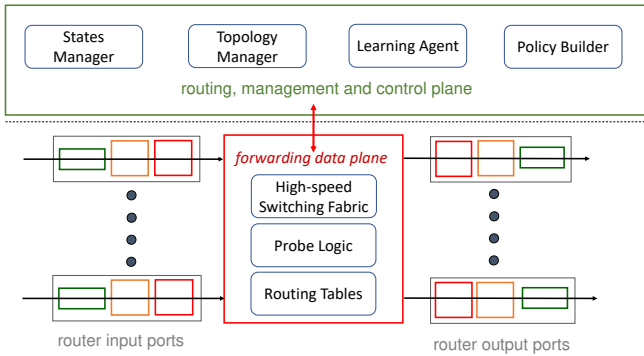 States
Manager
Topology
Manager
Learning Agent
Policy Builder
routing, management and control plane
forwarding data plane
High-speed
Switching Fabric
Probe Logic
Routing Tables
router input ports
router output ports